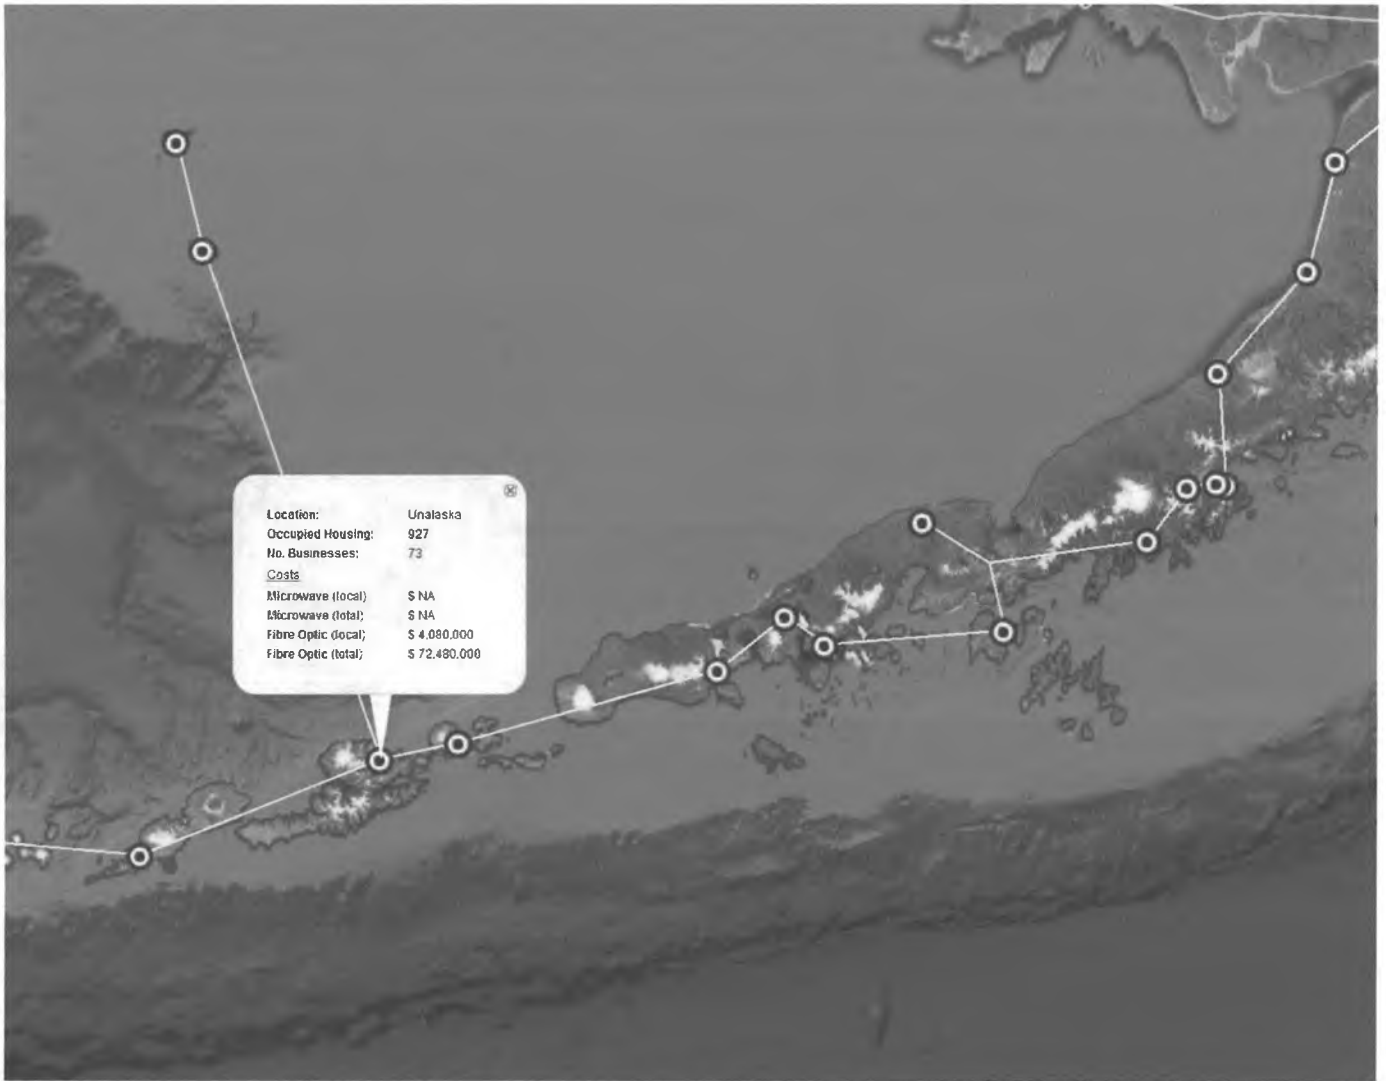 Location: Unalaska
Occupied Housing: 927
No. Businesses: 73
Costs
Microwave (local) $ NA
Microwave (total) $ NA
Fibre Optic (local) $ 4,080,000
Fibre Optic (total) $ 72,480,000